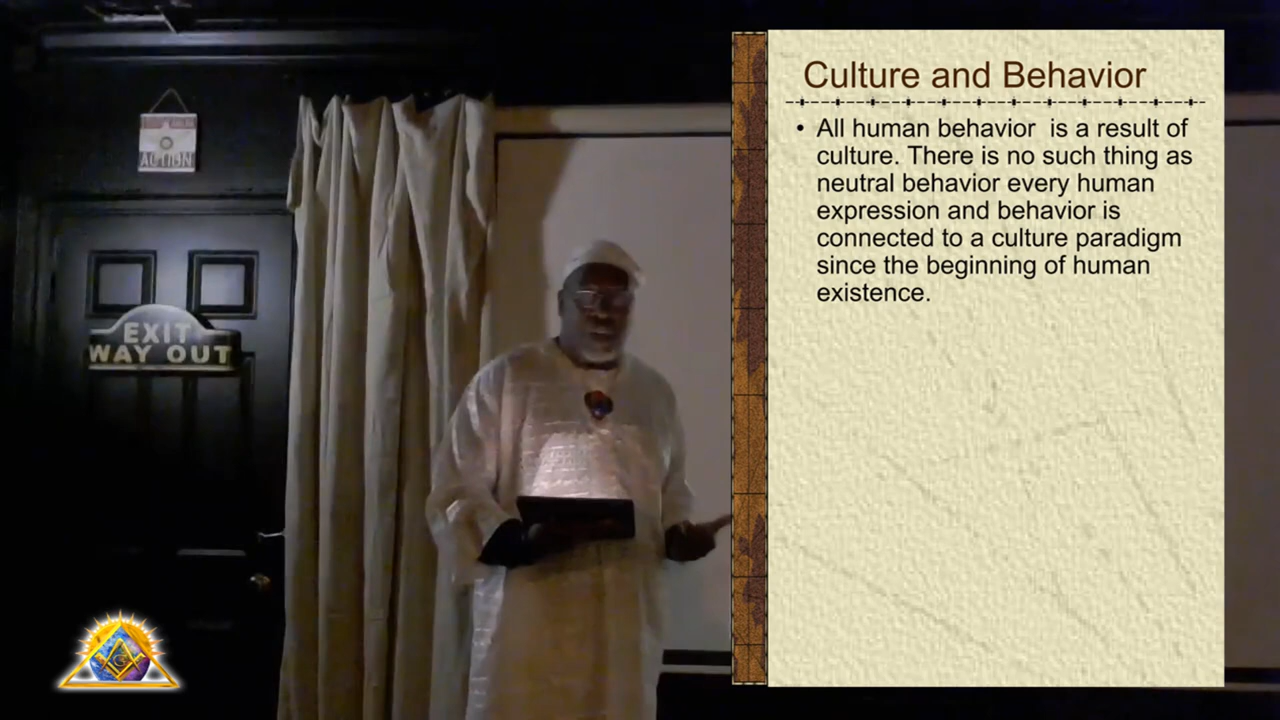 ACTION
EXIT
WAY OUT
G
Culture and Behavior
• All human behavior  is a result of
culture. There is no such thing as
neutral behavior every human
expression and behavior is
connected to a culture paradigm
since the beginning of human
existence.